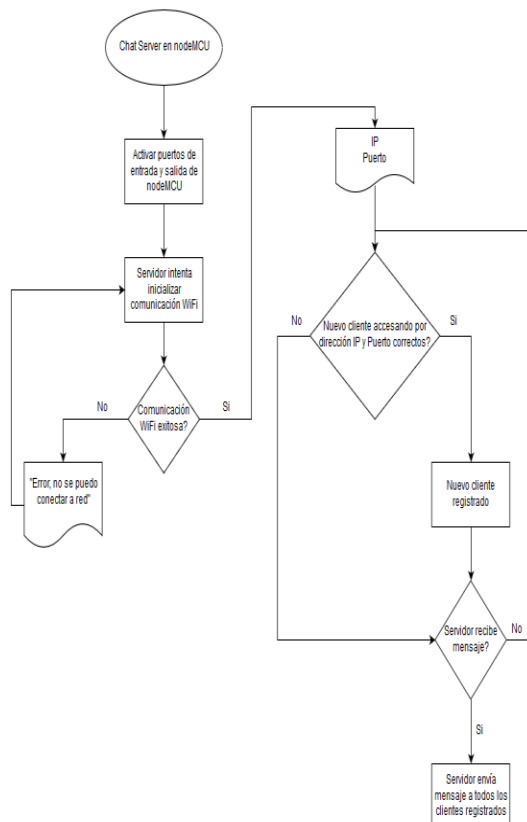 Chat Server en nodeMCU
Activar puertos de
entrada y salida de
nodeMCU
Servidor intenta
inicializar
comunicación WiFi
No
Comunicación
WiFi exitosa?
Si
"Error, no se puedo
conectar a red"
IP
Puerto
No
Nuevo cliente accesando por
dirección IP y Puerto correctos?
Si
Nuevo cliente
registrado
Servidor recibe
mensaje?
No
Si
Servidor envía
mensaje a todos los
clientes registrados